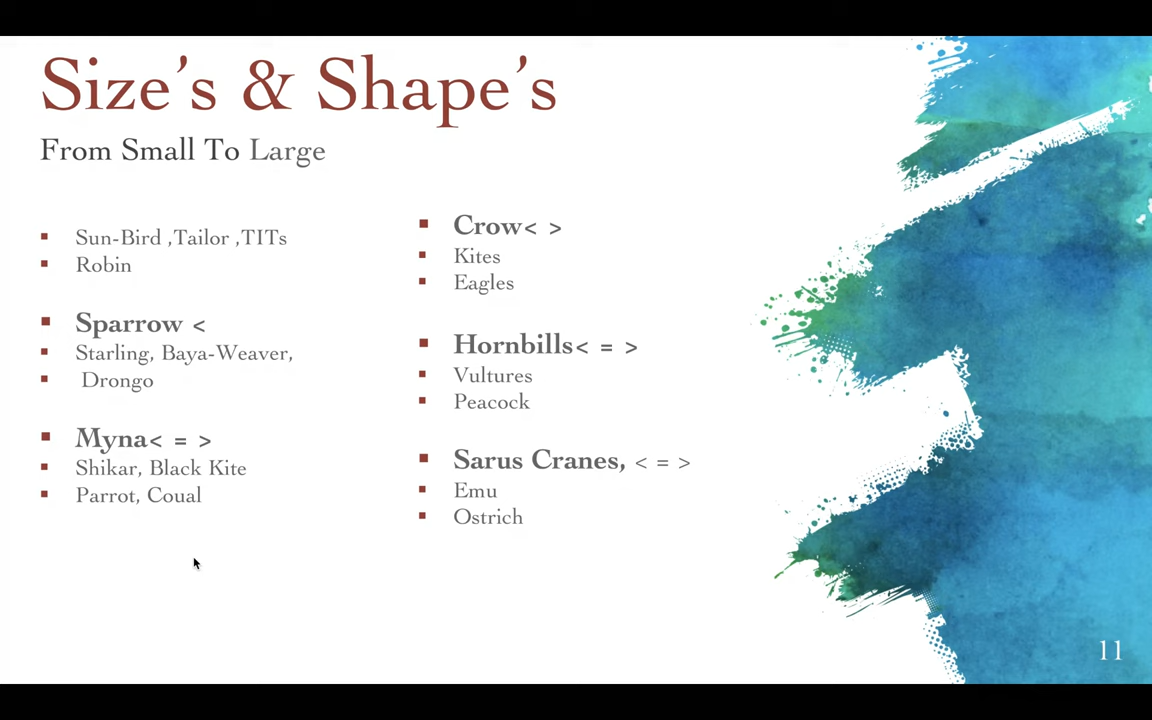 Size’s & Shape’s
From Small To Large
Sun-Bird ,Tailor ,TITs
Robin
Sparrow <
Starling, Baya-Weaver,
Drongo
Myna< = >
Shikar, Black Kite
Parrot, Coual
Crow< >
Kites
Eagles
Hornbills< = >
Vultures
Peacock
Sarus Cranes, < = >
Emu
Ostrich
11